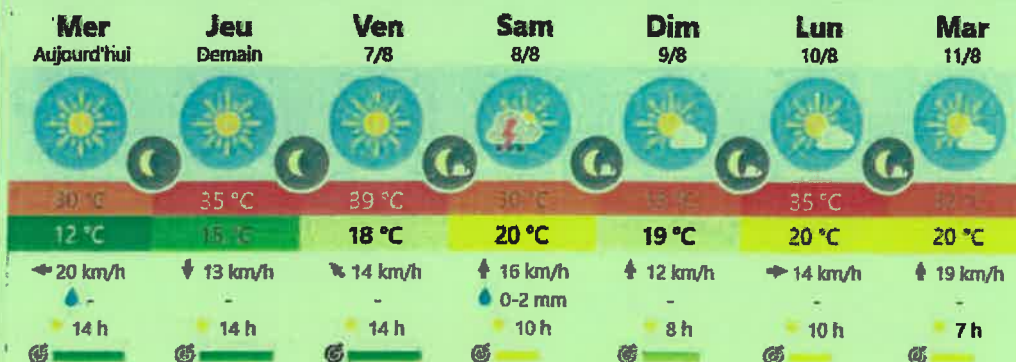 Mer Jeu Ven Sam Dim Lun Mar
Aujourd'hui Demain 7/8 8/8 9/8 10/8 11/8
30 °C 35 °C 39 °C 30 °C 35 °C
12 °C 15 °C 18 °C 20 °C 19 °C 20 °C 20 °C
20 km/h 13 km/h 14 km/h 16 km/h 12 km/h 14 km/h 19 km/h
- - - 0-2 mm - - -
14 h 14 h 14 h 10 h 8 h 10 h 7 h